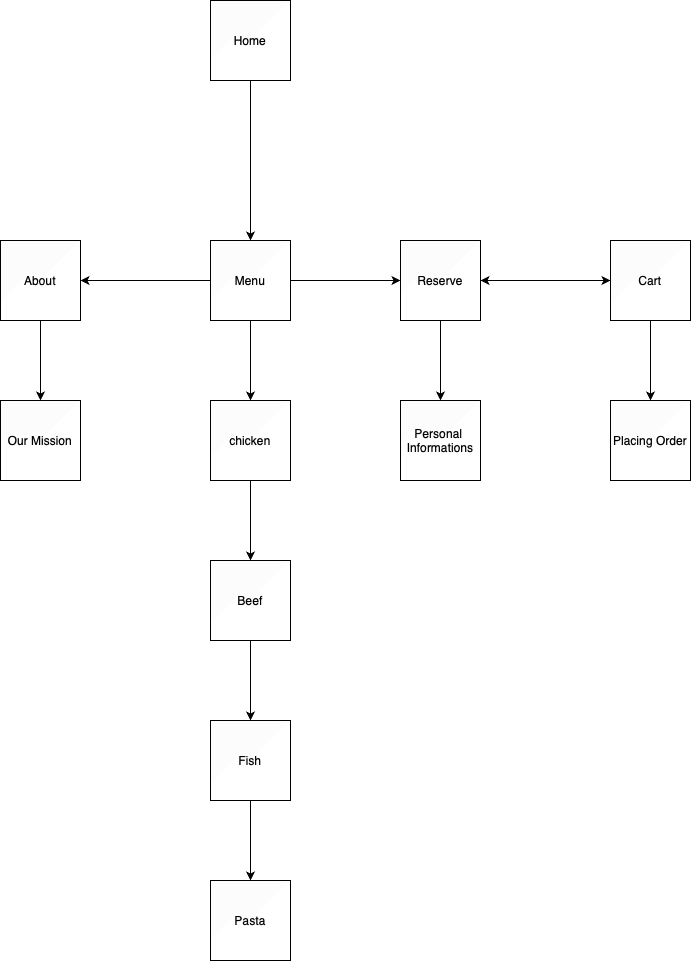 Home
About
Menu
Reserve
Cart
Our Mission
chicken
Personal
Informations
Placing Order
Beef
Fish
Pasta